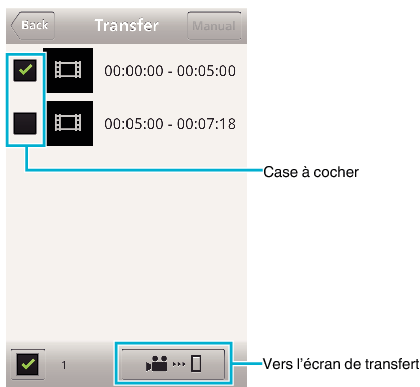 Back Transfer Manual
00:00:00 - 00:05:00
00:05:00 - 00:07:18
Case à cocher
1
Vers l'écran de transfert